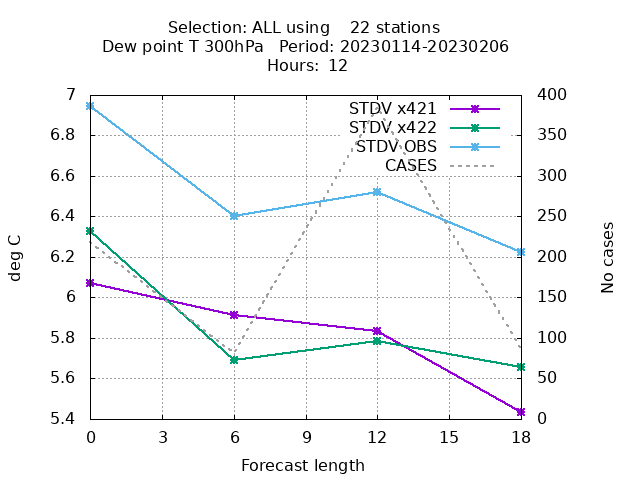 Selection: ALL using    22 stations
Dew point T 300hPa   Period: 20230114-20230206
Hours:  12
STDV x421
STDV x422
STDV OBS
CASES
deg C
7
6.8
6.6
6.4
6.2
6
5.8
5.6
5.4
400
350
300
250
200
150
100
50
0
No cases
0 3 6 9 12 15 18
Forecast length